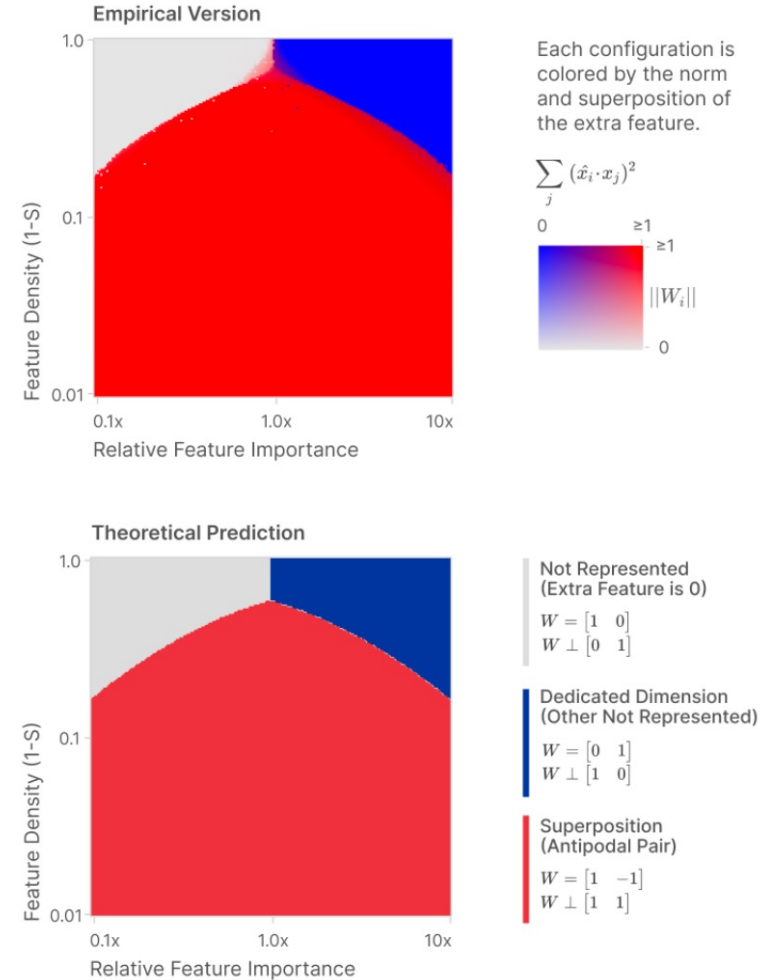 Empirical Version
1.0
0.1
0.01
Feature Density (1-S)
0.1x 1.0x 10x
Relative Feature Importance
Each configuration is
colored by the norm
and superposition of
the extra feature.
∑_j (x̂_i·x_j)²
0 ≥1
≥1
||W_i||
0
Theoretical Prediction
1.0
0.1
0.01
Feature Density (1-S)
0.1x 1.0x 10x
Relative Feature Importance
Not Represented
(Extra Feature is 0)
W = [1 0]
W ⊥ [0 1]
Dedicated Dimension
(Other Not Represented)
W = [0 1]
W ⊥ [1 0]
Superposition
(Antipodal Pair)
W = [1 −1]
W ⊥ [1 1]